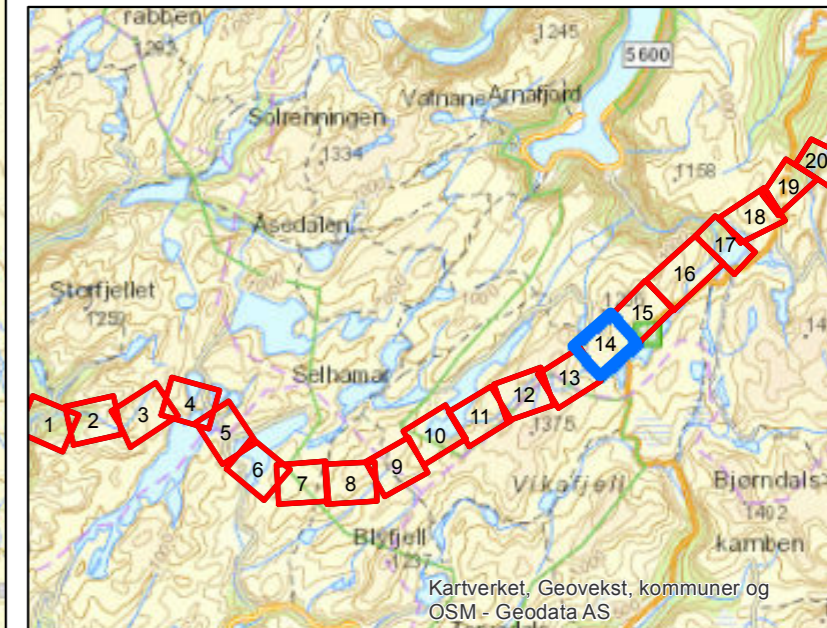 rabben
1293
1245
5600
Vatnane Arnafjord
Solrenningen
1334
1158
20
19
Åsedalen
18
17
Storfjellet
16
15
14
Selhamar
13
4
12
3
2
1
11
1375
5
10
6
9
7
8
Vikafjell
Bjørndals
1402
Blyfjell
1237
kamben
Kartverket, Geovekst, kommuner og
OSM - Geodata AS